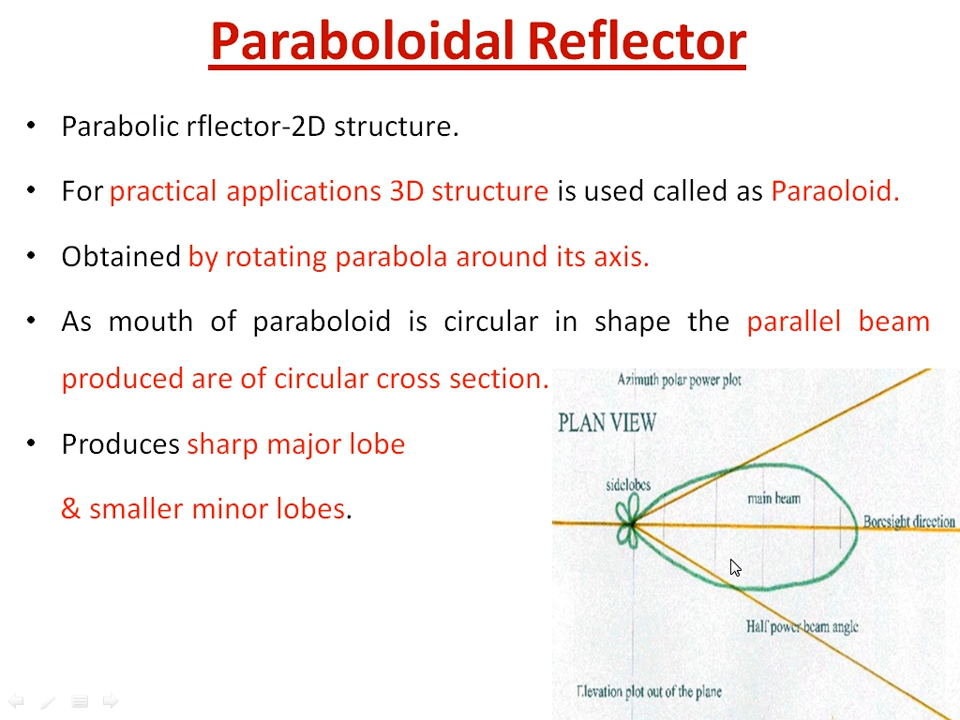 Paraboloidal Reflector
• Parabolic rflector-2D structure.
• For practical applications 3D structure is used called as Paraoloid.
• Obtained by rotating parabola around its axis.
• As mouth of paraboloid is circular in shape the parallel beam
produced are of circular cross section.
• Produces sharp major lobe
& smaller minor lobes.
Azimuth polar power plot
PLAN VIEW
sidelobes
main beam
Boresight direction
Half power beam angle
Elevation plot out of the plane